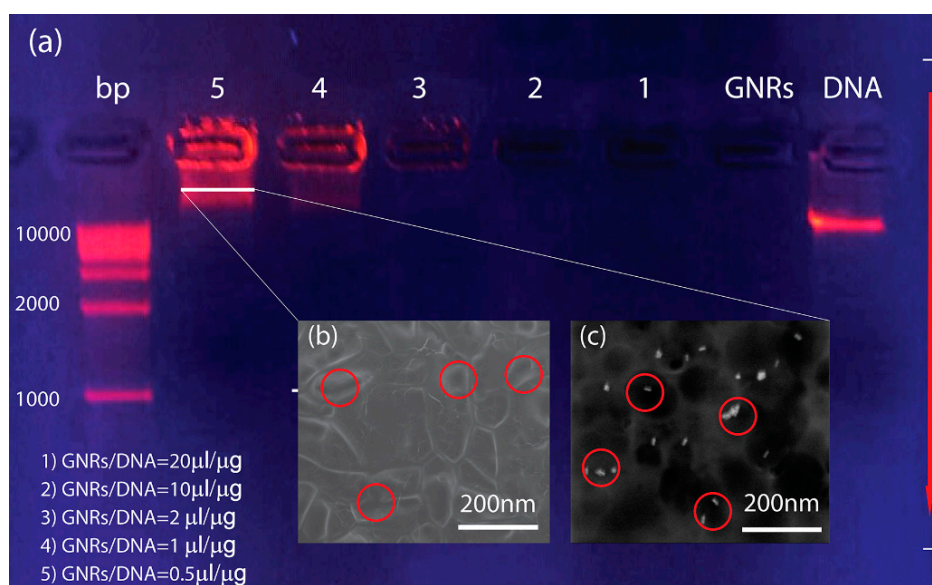 (a)
bp 5 4 3 2 1 GNRs DNA
10000
2000
1000
(b)
(c)
200nm
200nm
1) GNRs/DNA=20μl/μg
2) GNRs/DNA=10μl/μg
3) GNRs/DNA=2 μl/μg
4) GNRs/DNA=1 μl/μg
5) GNRs/DNA=0.5μl/μg